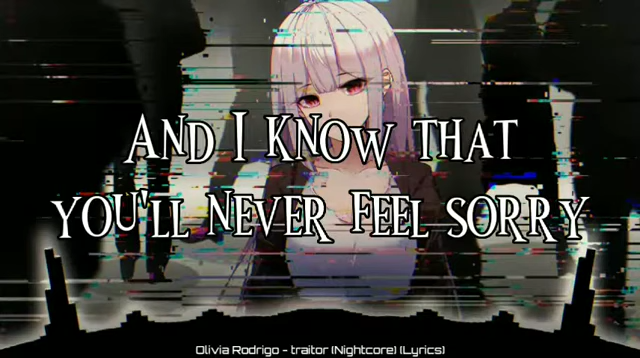 AND I KNOW THAT
YOU'LL NEVER FEEL SORRY
Olivia Rodrigo - traitor (Nightcore) (Lyrics)